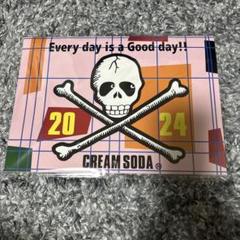 Every day is a Good day!!
20 24
CREAM SODA ®